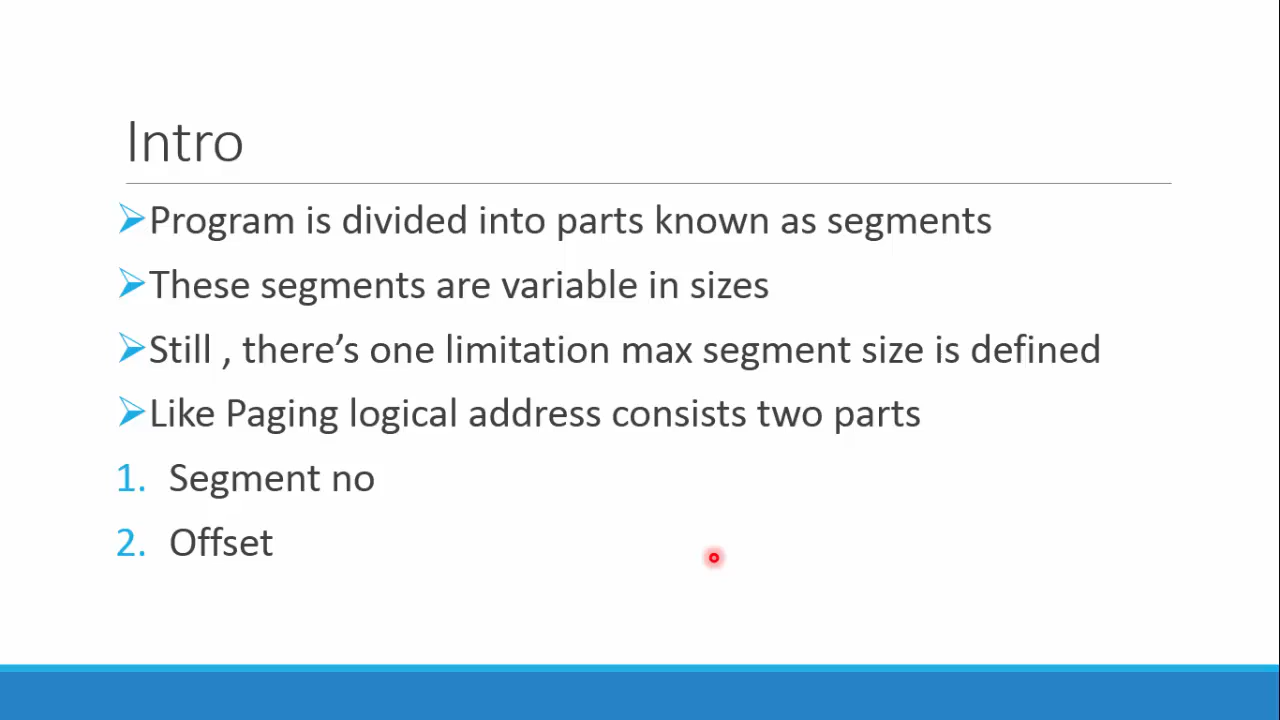 Intro
Program is divided into parts known as segments
These segments are variable in sizes
Still , there’s one limitation max segment size is defined
Like Paging logical address consists two parts
1. Segment no
2. Offset